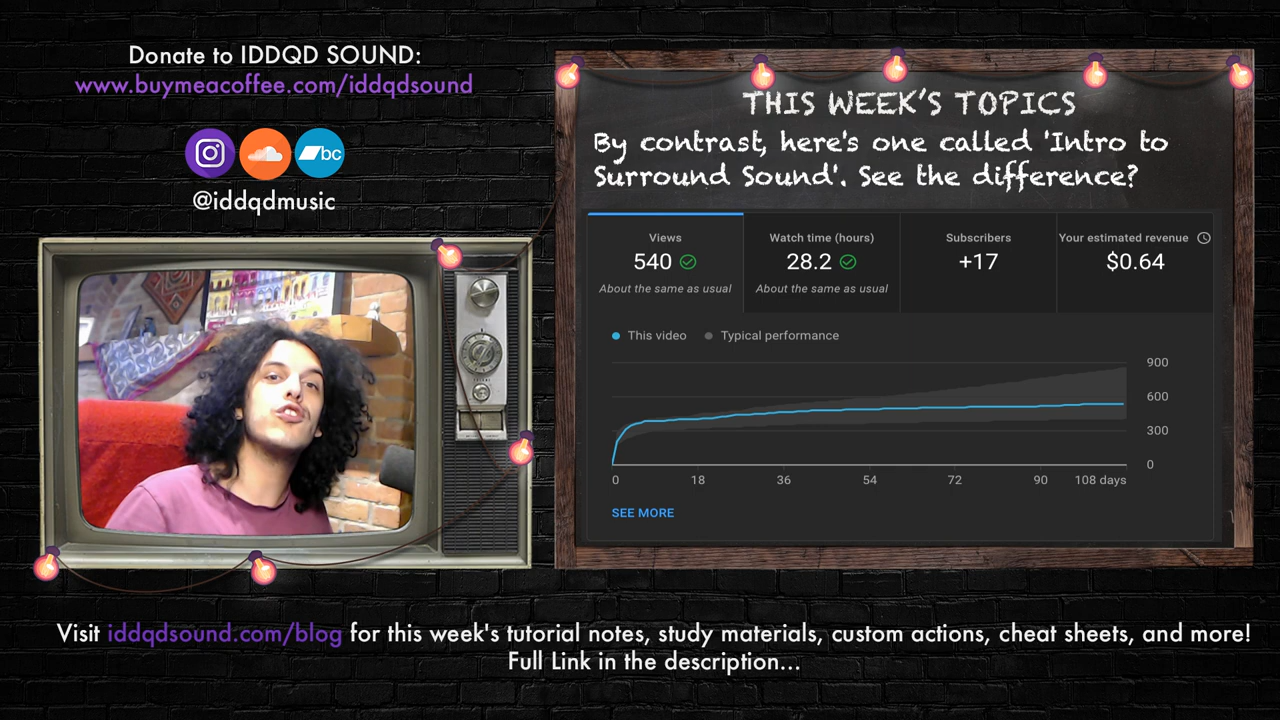 Donate to IDDQD SOUND:
www.buymeacoffee.com/iddqdsound
bc
@iddqdmusic
THIS WEEK'S TOPICS
By contrast, here's one called 'Intro to
Surround Sound'. See the difference?
Views
540
About the same as usual
Watch time (hours)
28.2
About the same as usual
Subscribers
+17
Your estimated revenue
$0.64
This video
Typical performance
900
600
300
0
0 18 36 54 72 90 108 days
SEE MORE
Visit iddqdsound.com/blog for this week's tutorial notes, study materials, custom actions, cheat sheets, and more!
Full Link in the description...